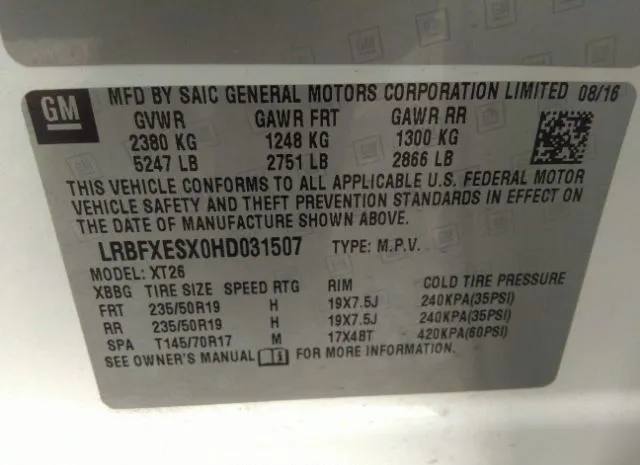 GM
MFD BY SAIC GENERAL MOTORS CORPORATION LIMITED 08/16
GVWR GAWR FRT GAWR RR
2380 KG 1248 KG 1300 KG
5247 LB 2751 LB 2866 LB
THIS VEHICLE CONFORMS TO ALL APPLICABLE U.S. FEDERAL MOTOR
VEHICLE SAFETY AND THEFT PREVENTION STANDARDS IN EFFECT ON
THE DATE OF MANUFACTURE SHOWN ABOVE.
LRBFXESX0HD031507 TYPE: M.P.V.
MODEL: XT26
XBBG TIRE SIZE SPEED RTG RIM COLD TIRE PRESSURE
FRT 235/50R19 H 19X7.5J 240KPA(35PSI)
RR 235/50R19 H 19X7.5J 240KPA(35PSI)
SPA T145/70R17 M 17X4BT 420KPA(60PSI)
SEE OWNER'S MANUAL FOR MORE INFORMATION.